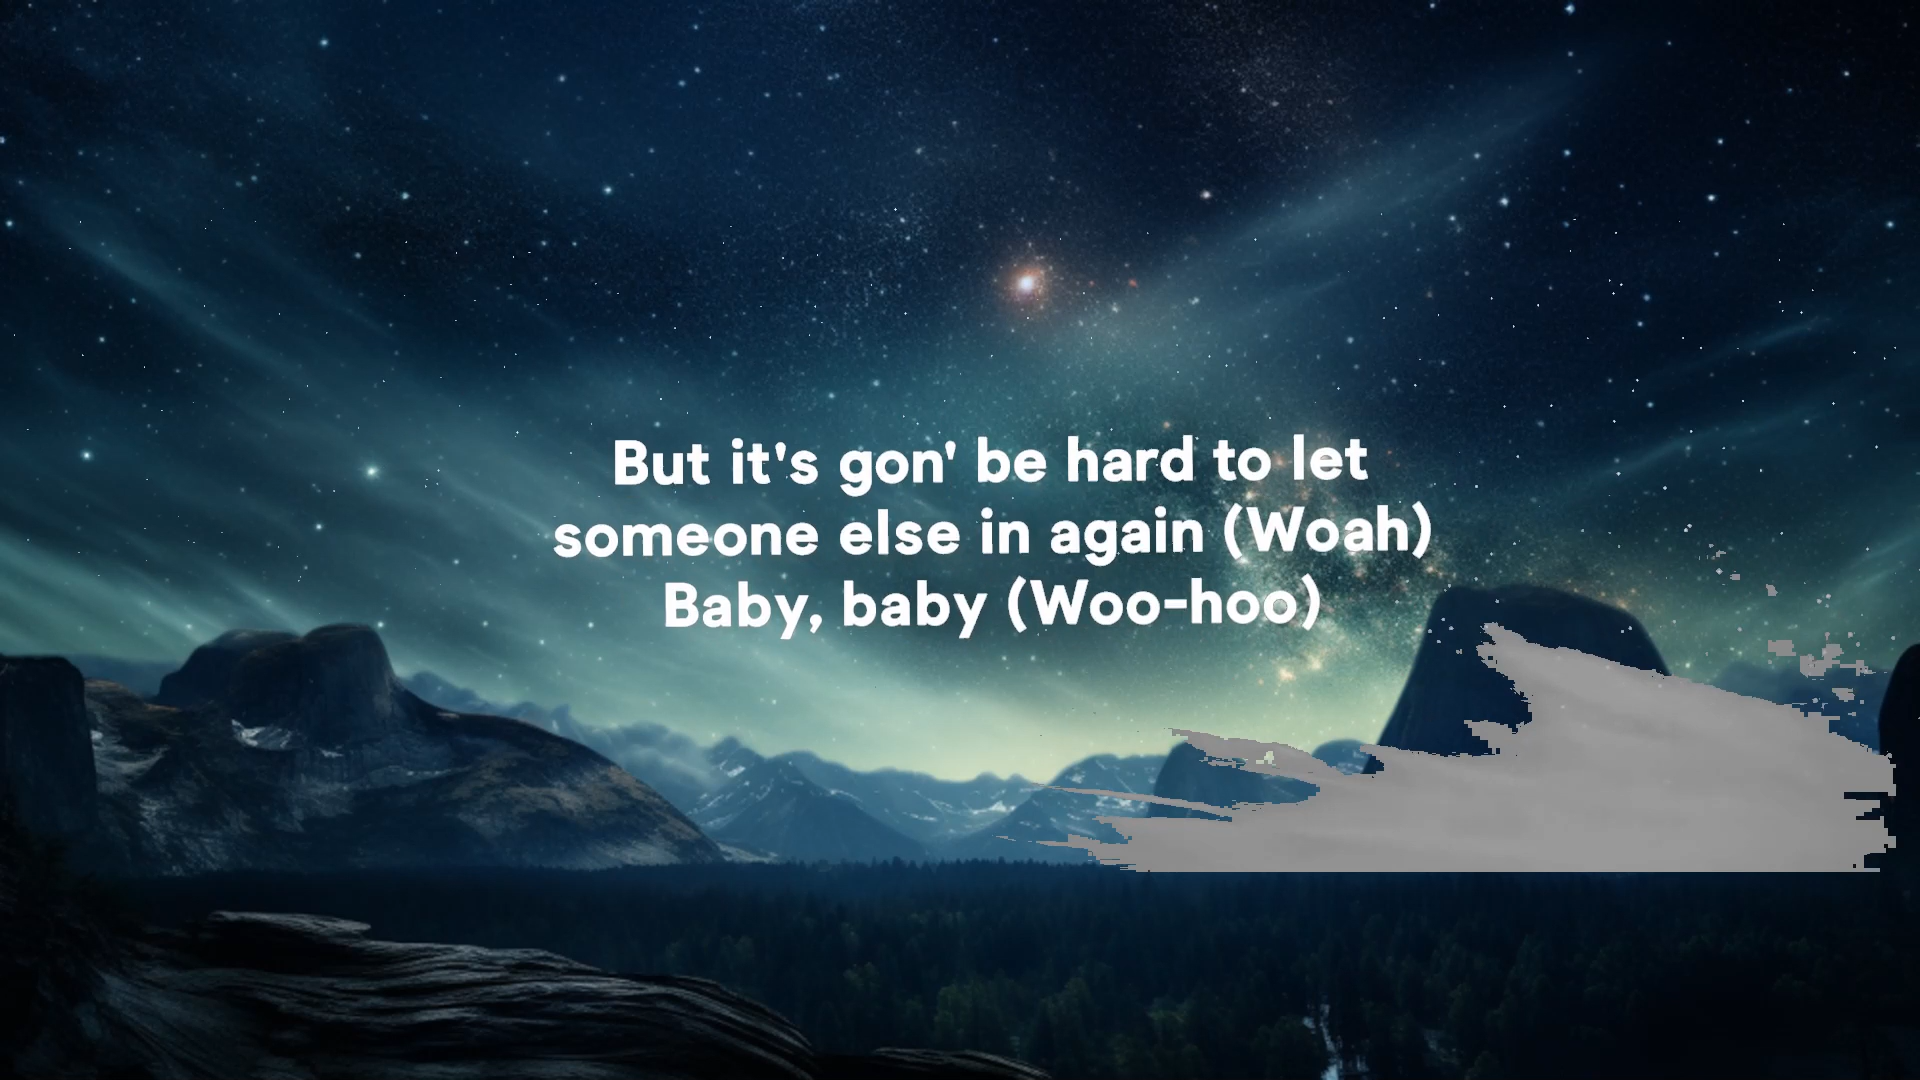 But it's gon' be hard to let
someone else in again (Woah)
Baby, baby (Woo-hoo)